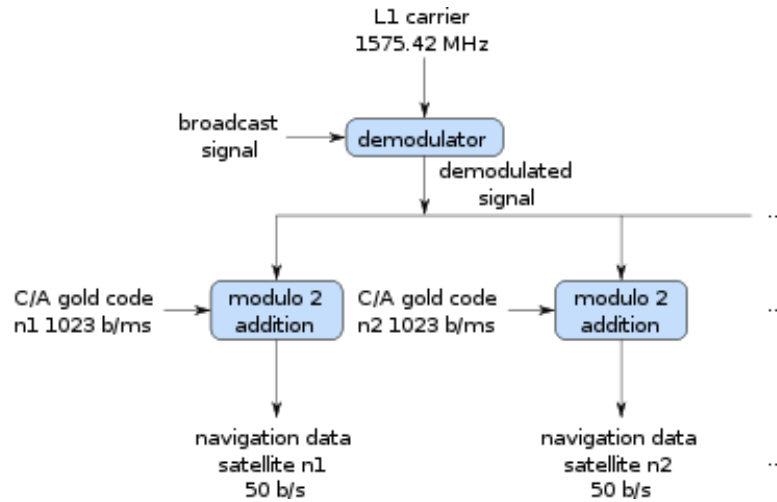 L1 carrier
1575.42 MHz
broadcast
signal
demodulator
demodulated
signal
...
C/A gold code
n1 1023 b/ms
modulo 2
addition
C/A gold code
n2 1023 b/ms
modulo 2
addition
...
navigation data
satellite n1
50 b/s
navigation data
satellite n2
50 b/s
...